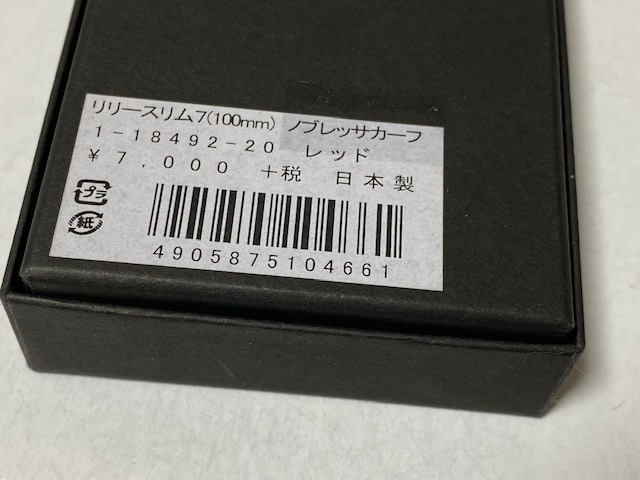 リリースリム7(100mm) ノブレッサカーフ
1-18492-20 レッド
¥7,000 +税 日本製
プラ
紙
4905875104661